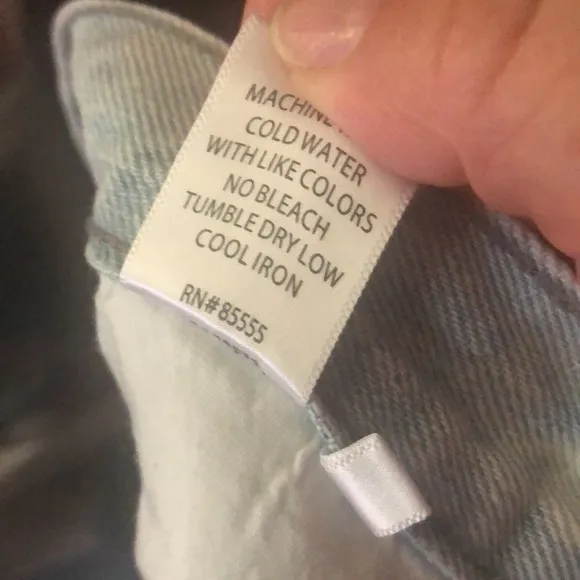 MACHINE
COLD WATER
WITH LIKE COLORS
NO BLEACH
TUMBLE DRY LOW
COOL IRON
RN#85555